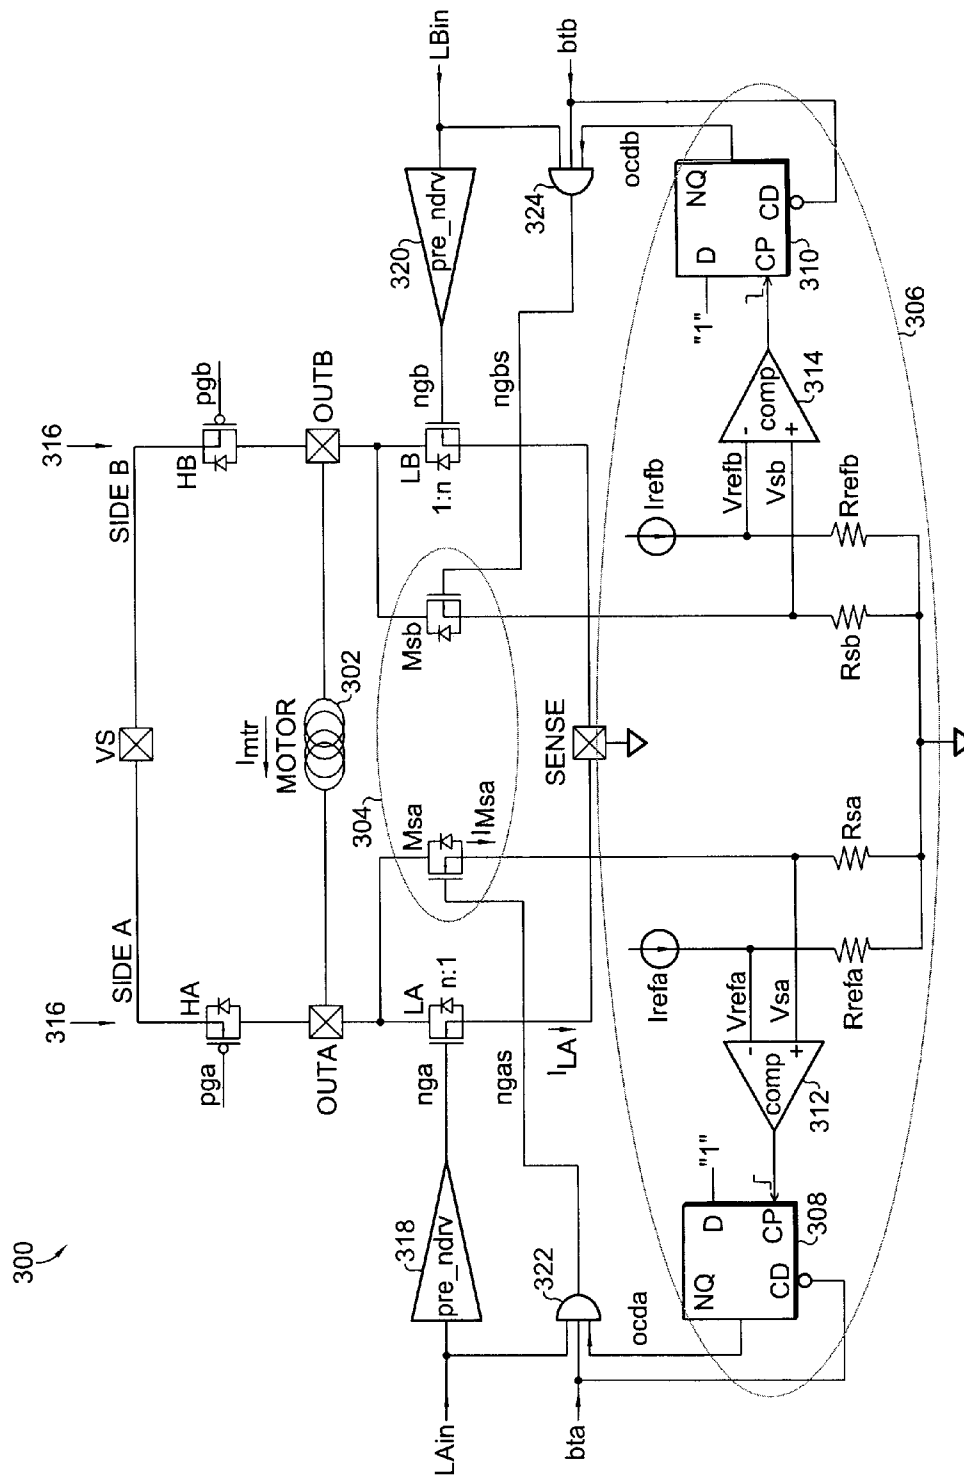 300
316
316
SIDE A
VS
SIDE B
pga
HA
HB
pgb
OUTA
Imtr
MOTOR
302
OUTB
LAin
318
pre_ndrv
nga
LA
n:1
304
Msa
IMsa
Msb
LB
1:n
ngb
320
pre_ndrv
LBin
ILA
ngas
ngbs
SENSE
bta
322
324
btb
ocda
ocdb
Irefa
Irefb
Vrefa
Vsa
Vrefb
Vsb
Rrefa
Rsa
Rsb
Rrefb
NQ
D
CP
CD
308
"1"
comp
-
+
312
comp
-
+
314
"1"
D
NQ
CP
CD
310
306